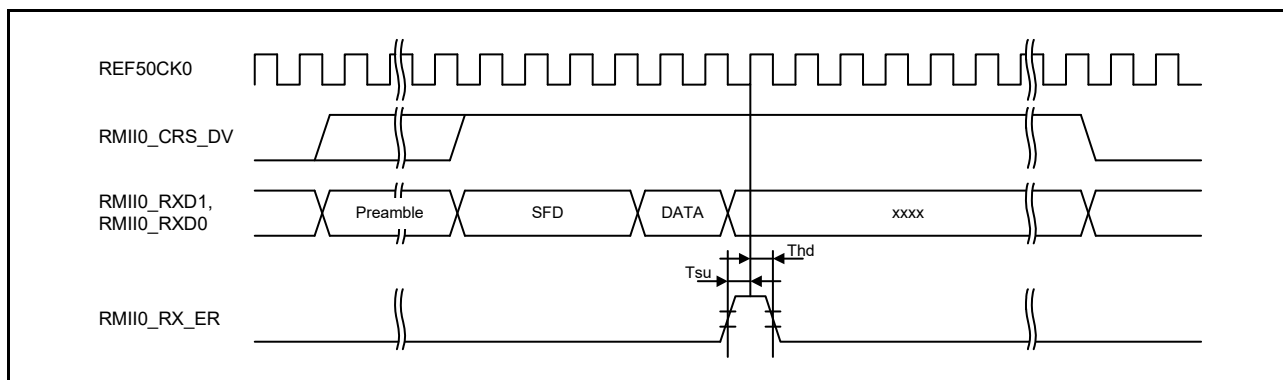 REF50CK0
RMII0_CRS_DV
RMII0_RXD1,
RMII0_RXD0
Preamble
SFD
DATA
xxxx
Thd
Tsu
RMII0_RX_ER